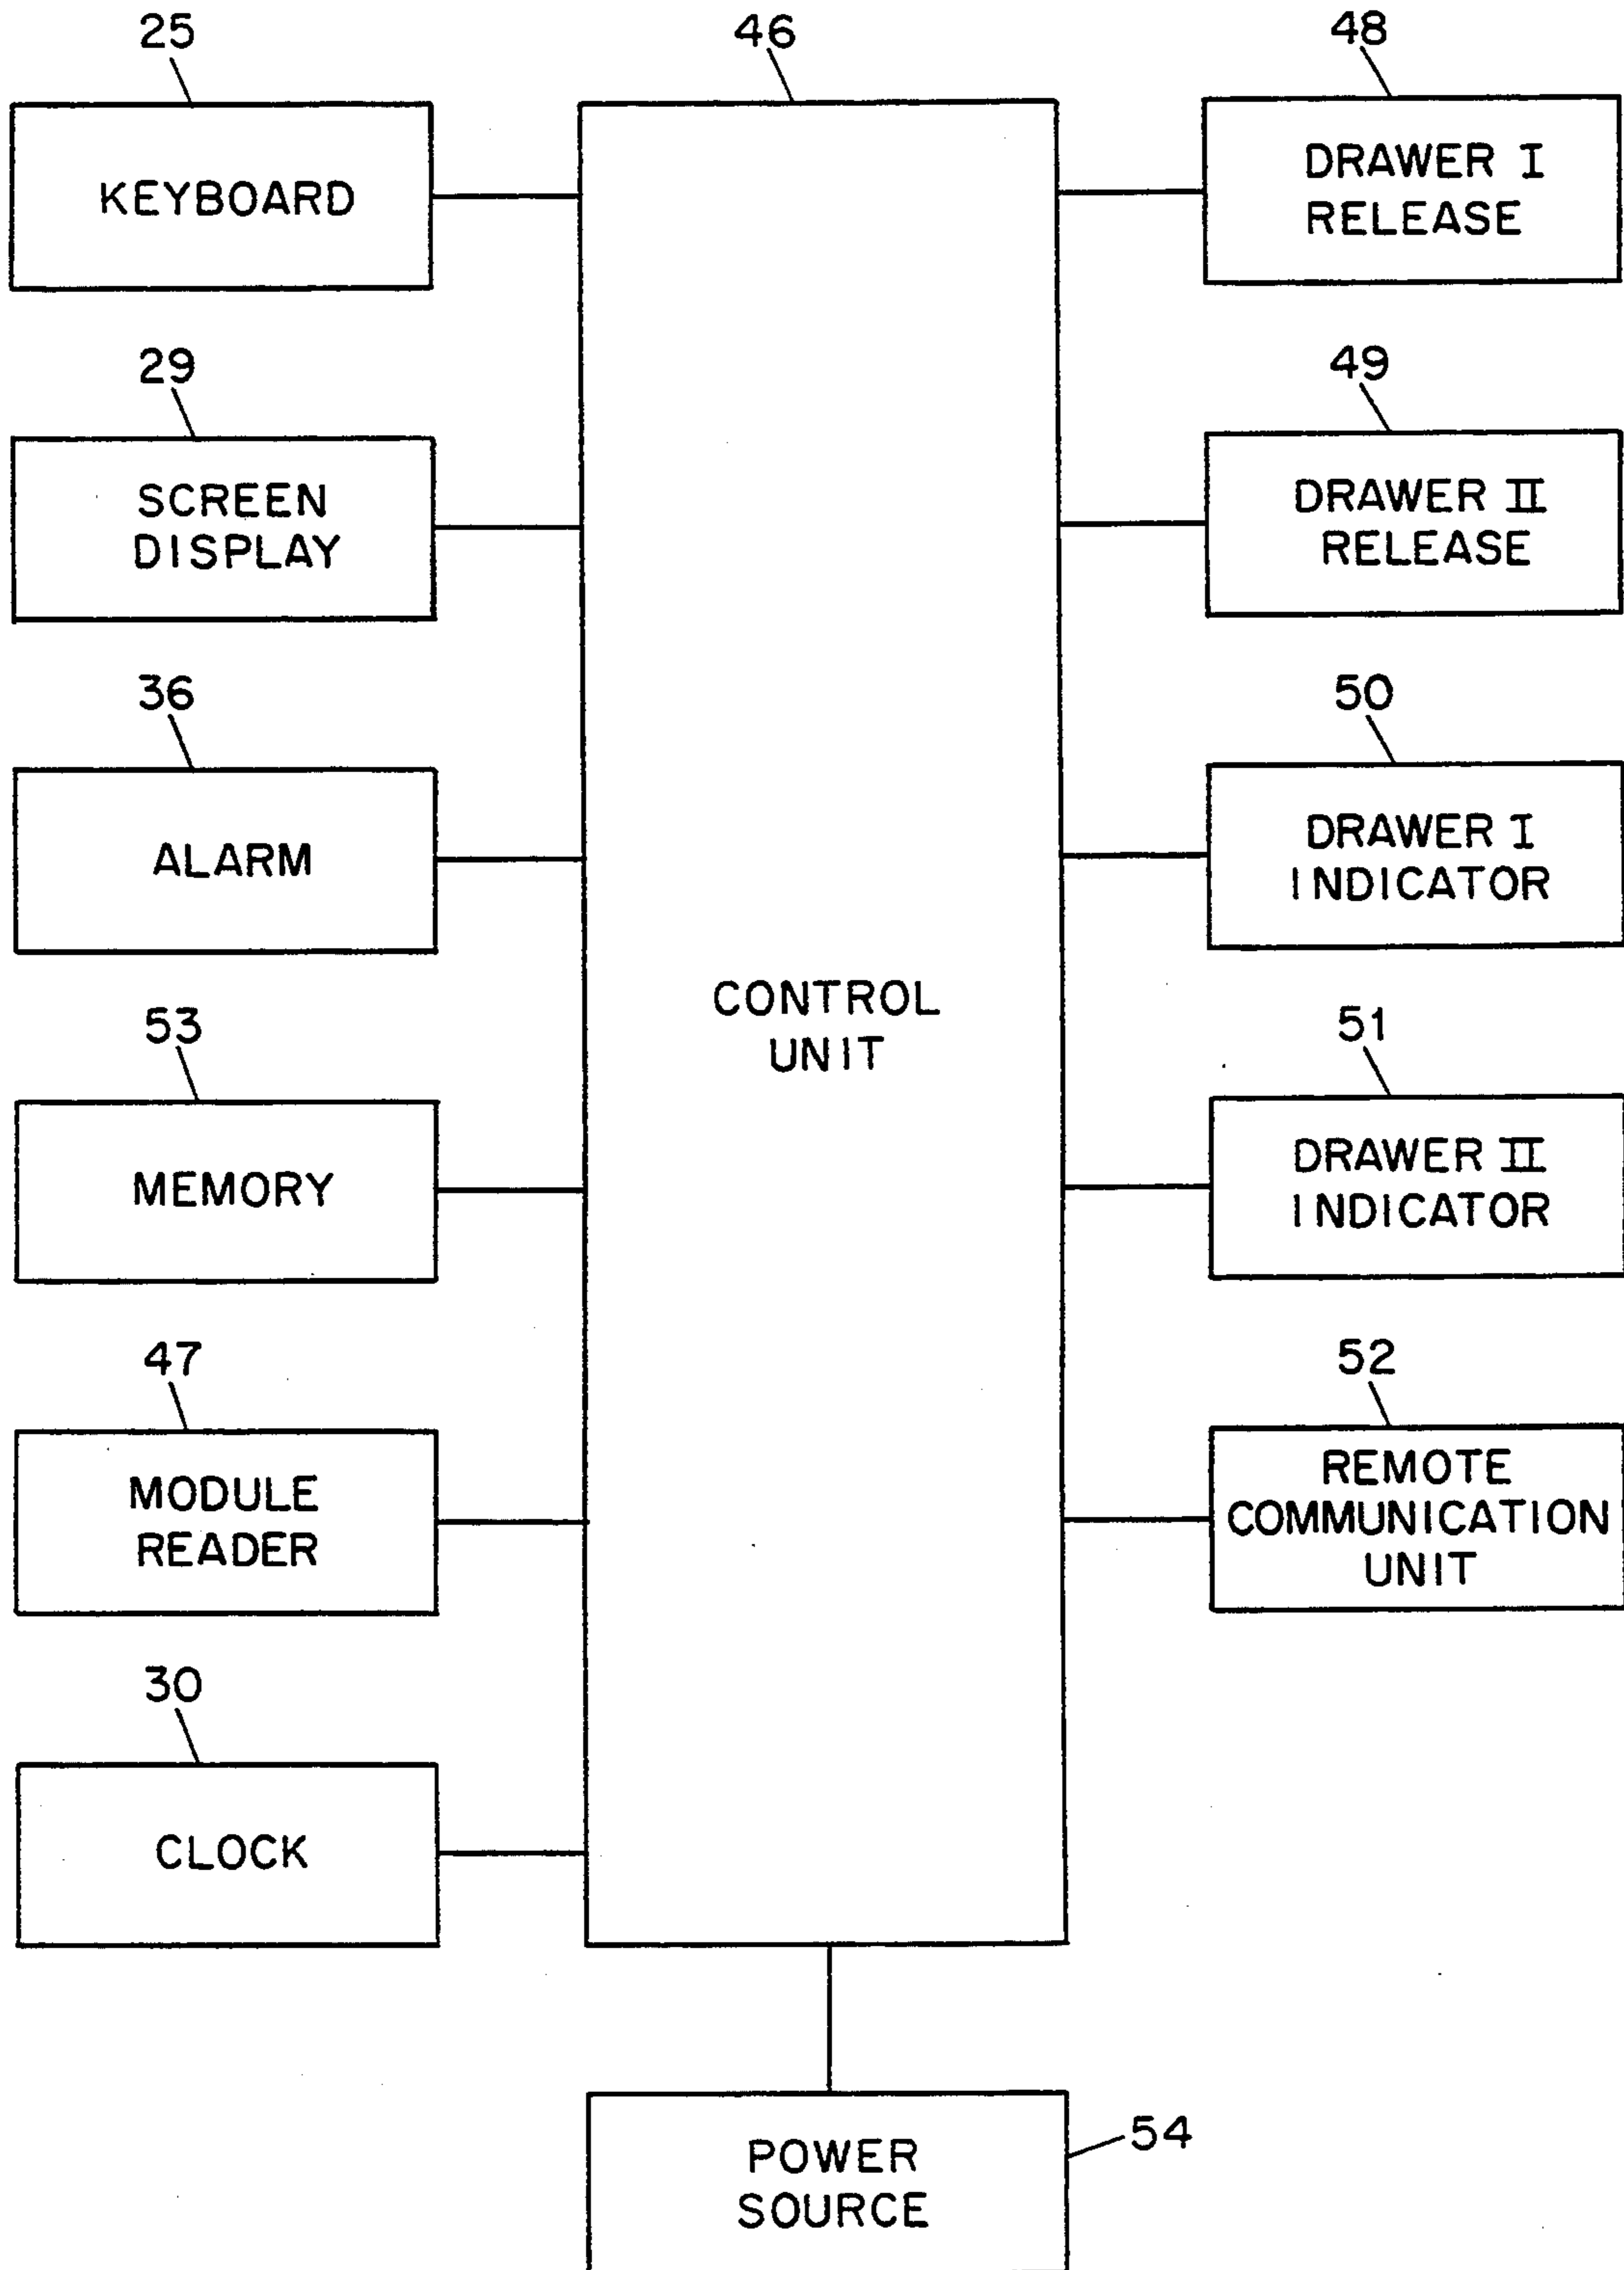 25
46
48
KEYBOARD
DRAWER I
RELEASE
29
49
SCREEN
DISPLAY
DRAWER II
RELEASE
36
50
ALARM
DRAWER I
INDICATOR
CONTROL
UNIT
53
51
MEMORY
DRAWER II
INDICATOR
47
52
MODULE
READER
REMOTE
COMMUNICATION
UNIT
30
CLOCK
54
POWER
SOURCE